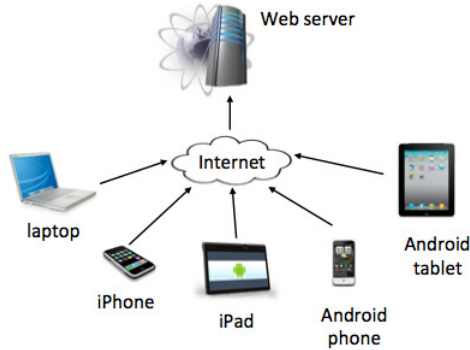 Web server
Internet
laptop
iPhone
iPad
Android
phone
Android
tablet